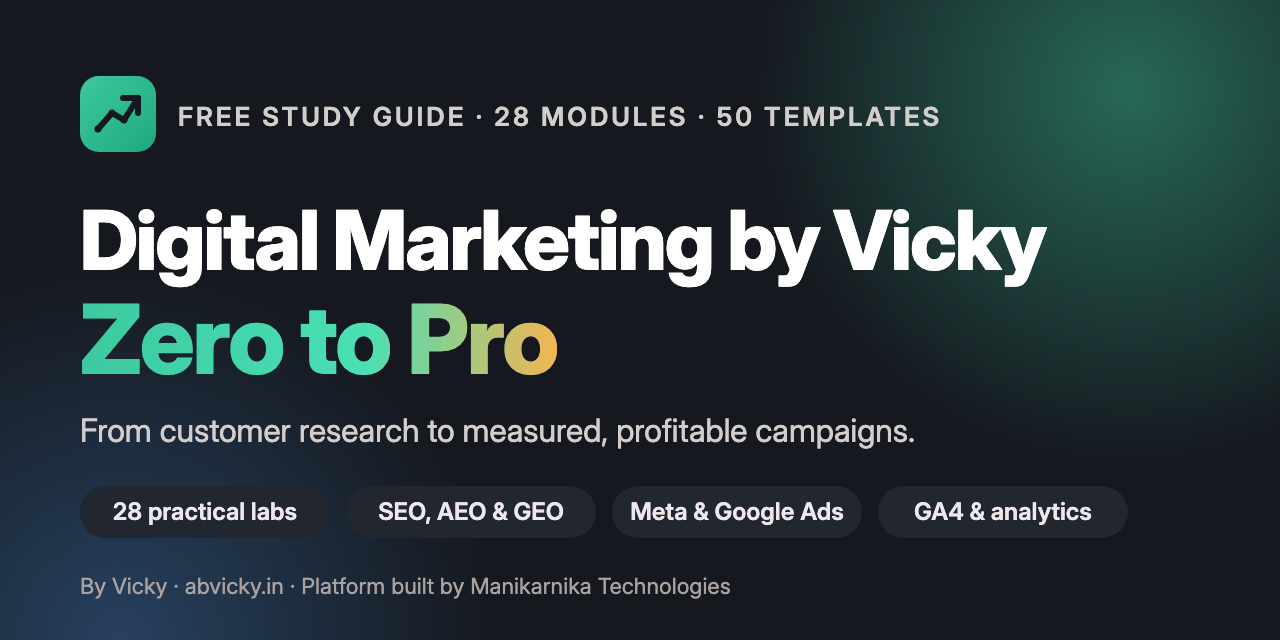 FREE STUDY GUIDE · 28 MODULES · 50 TEMPLATES
Digital Marketing by Vicky
Zero to Pro
From customer research to measured, profitable campaigns.
28 practical labs
SEO, AEO & GEO
Meta & Google Ads
GA4 & analytics
By Vicky · abvicky.in · Platform built by Manikarnika Technologies